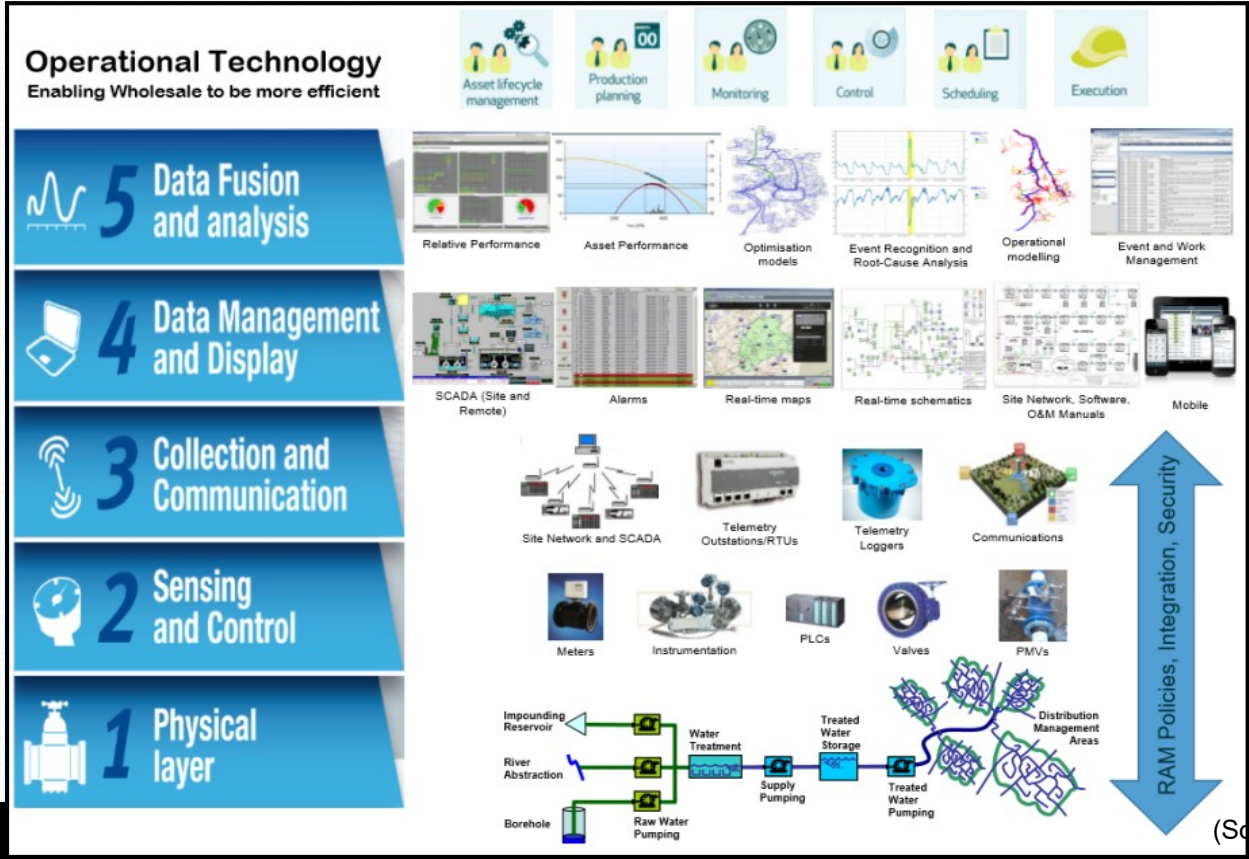 Operational Technology
Enabling Wholesale to be more efficient
Asset lifecycle
management
Production
planning
00
Monitoring
Control
Scheduling
Execution
5 Data Fusion
and analysis
Relative Performance
Asset Performance
Optimisation
models
Event Recognition and
Root-Cause Analysis
Operational
modelling
Event and Work
Management
4 Data Management
and Display
SCADA (Site and
Remote)
Alarms
Real-time maps
Real-time schematics
Site Network, Software,
O&M Manuals
Mobile
3 Collection and
Communication
Site Network and SCADA
Telemetry
Outstations/RTUs
Telemetry
Loggers
Communications
2 Sensing
and Control
Meters
Instrumentation
PLCs
Valves
PMVs
1 Physical
layer
Impounding
Reservoir
River
Abstraction
Borehole
Raw Water
Pumping
Water
Treatment
Supply
Pumping
Treated
Water
Storage
Treated
Water
Pumping
Distribution
Management
Areas
RAM Policies, Integration, Security
(Sc